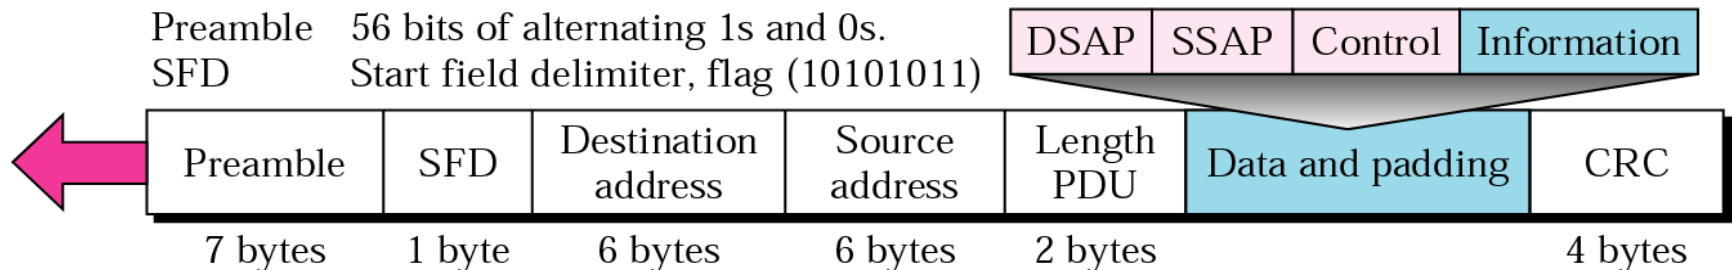 Preamble 56 bits of alternating 1s and 0s.
SFD Start field delimiter, flag (10101011)
DSAP SSAP Control Information
Preamble SFD Destination address Source address Length PDU Data and padding CRC
7 bytes 1 byte 6 bytes 6 bytes 2 bytes 4 bytes